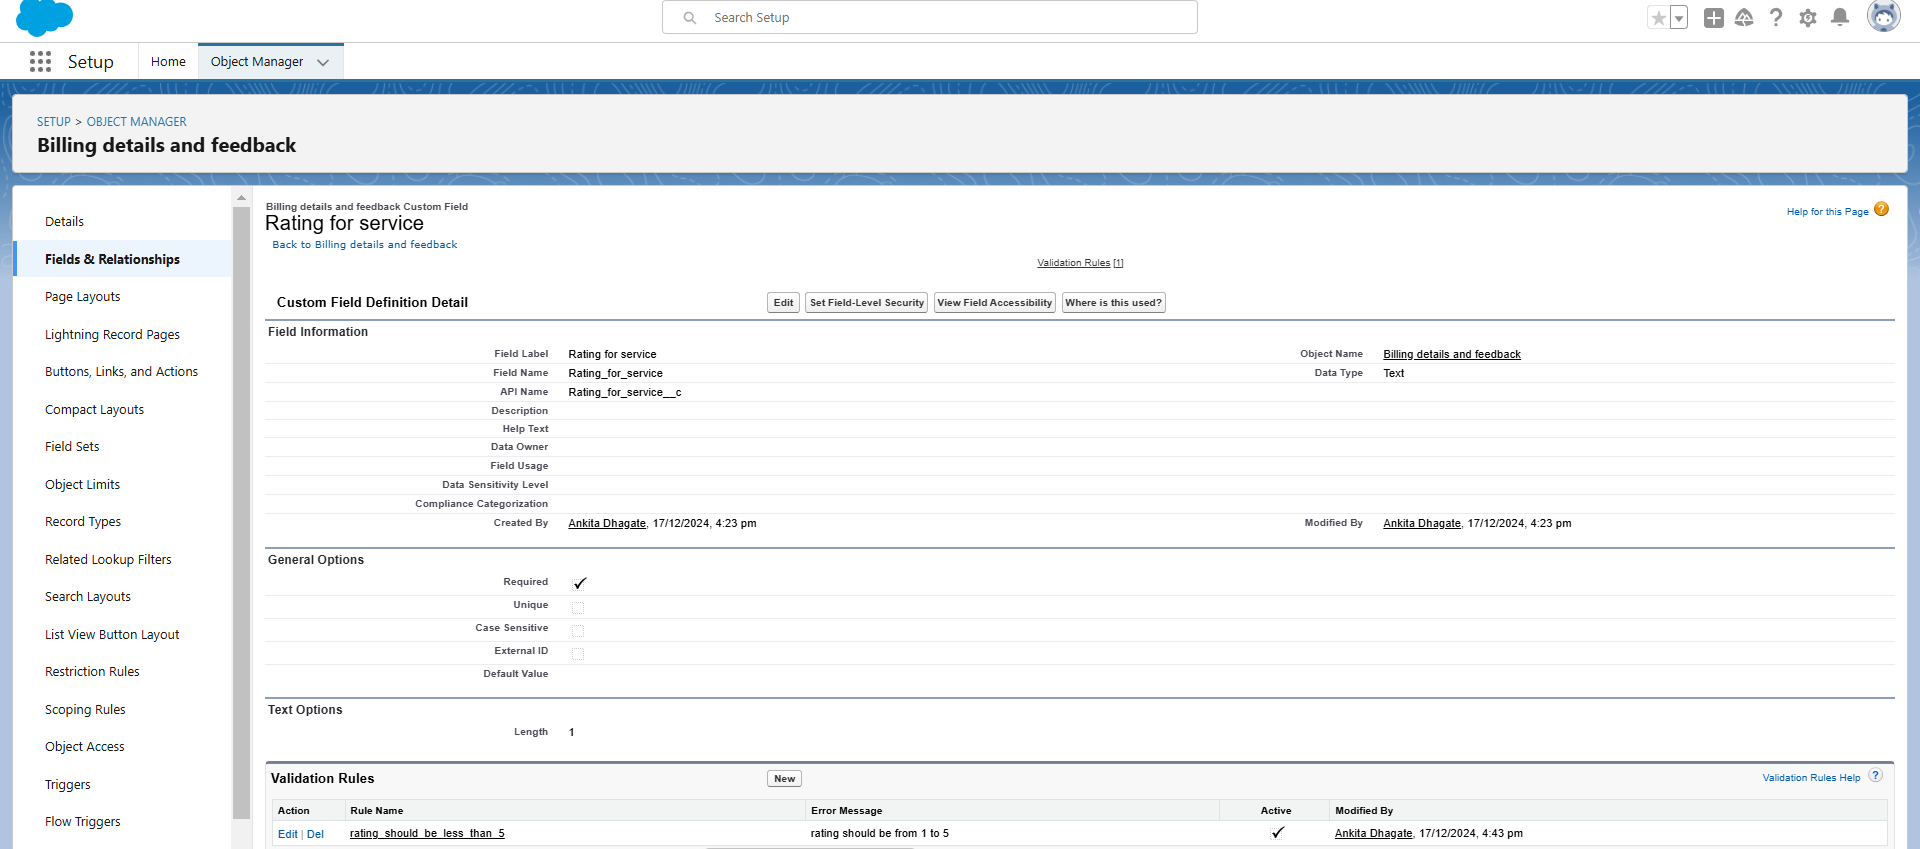 Search Setup
Setup
Home
Object Manager
SETUP > OBJECT MANAGER
Billing details and feedback
Details
Fields & Relationships
Page Layouts
Lightning Record Pages
Buttons, Links, and Actions
Compact Layouts
Field Sets
Object Limits
Record Types
Related Lookup Filters
Search Layouts
List View Button Layout
Restriction Rules
Scoping Rules
Object Access
Triggers
Flow Triggers
Billing details and feedback Custom Field
Rating for service
Back to Billing details and feedback
Help for this Page ?
Validation Rules [1]
Custom Field Definition Detail
Edit Set Field-Level Security View Field Accessibility Where is this used?
Field Information
Field Label Rating for service Object Name Billing details and feedback
Field Name Rating_for_service Data Type Text
API Name Rating_for_service__c
Description
Help Text
Data Owner
Field Usage
Data Sensitivity Level
Compliance Categorization
Created By Ankita Dhagate, 17/12/2024, 4:23 pm Modified By Ankita Dhagate, 17/12/2024, 4:23 pm
General Options
Required
Unique
Case Sensitive
External ID
Default Value
Text Options
Length 1
Validation Rules New Validation Rules Help ?
Action Rule Name Error Message Active Modified By
Edit | Del rating_should_be_less_than_5 rating should be from 1 to 5 Ankita Dhagate, 17/12/2024, 4:43 pm